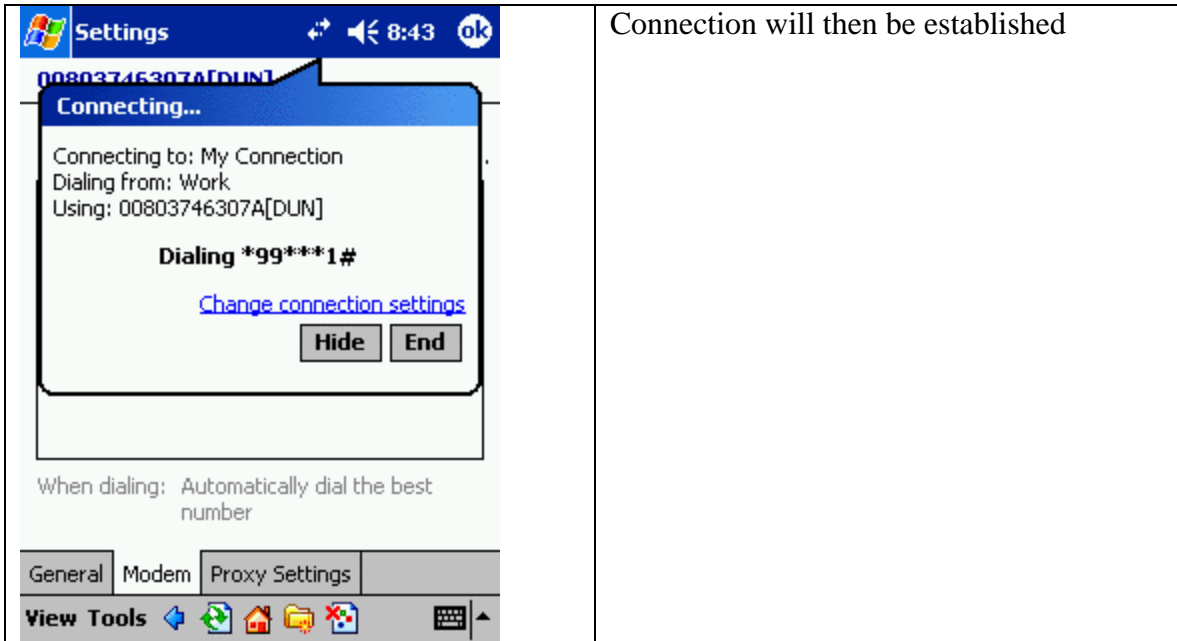 Settings 8:43 ok
00803746307A[DUN]
Connecting...
Connecting to: My Connection
Dialing from: Work
Using: 00803746307A[DUN]
Dialing *99***1#
Change connection settings
Hide End
When dialing: Automatically dial the best
number
General Modem Proxy Settings
View Tools
Connection will then be established